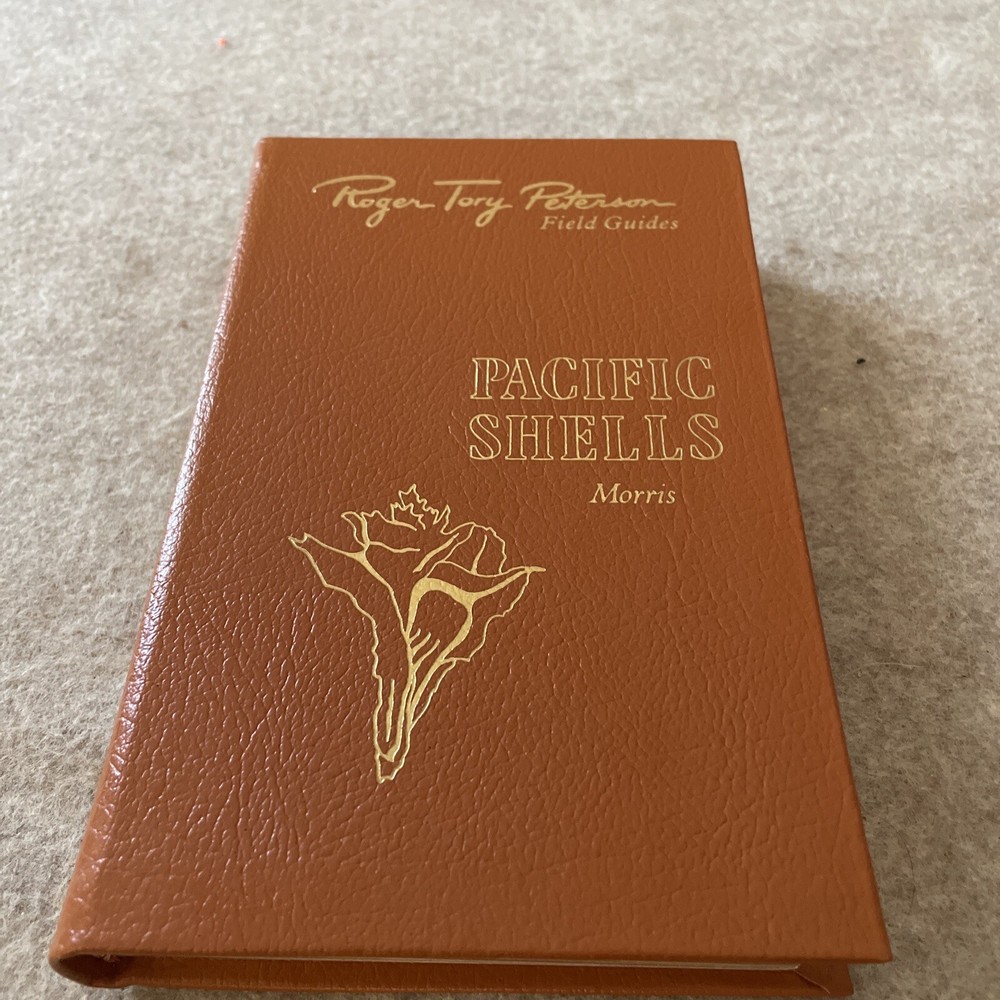 Roger Tory Peterson
Field Guides
PACIFIC
SHELLS
Morris